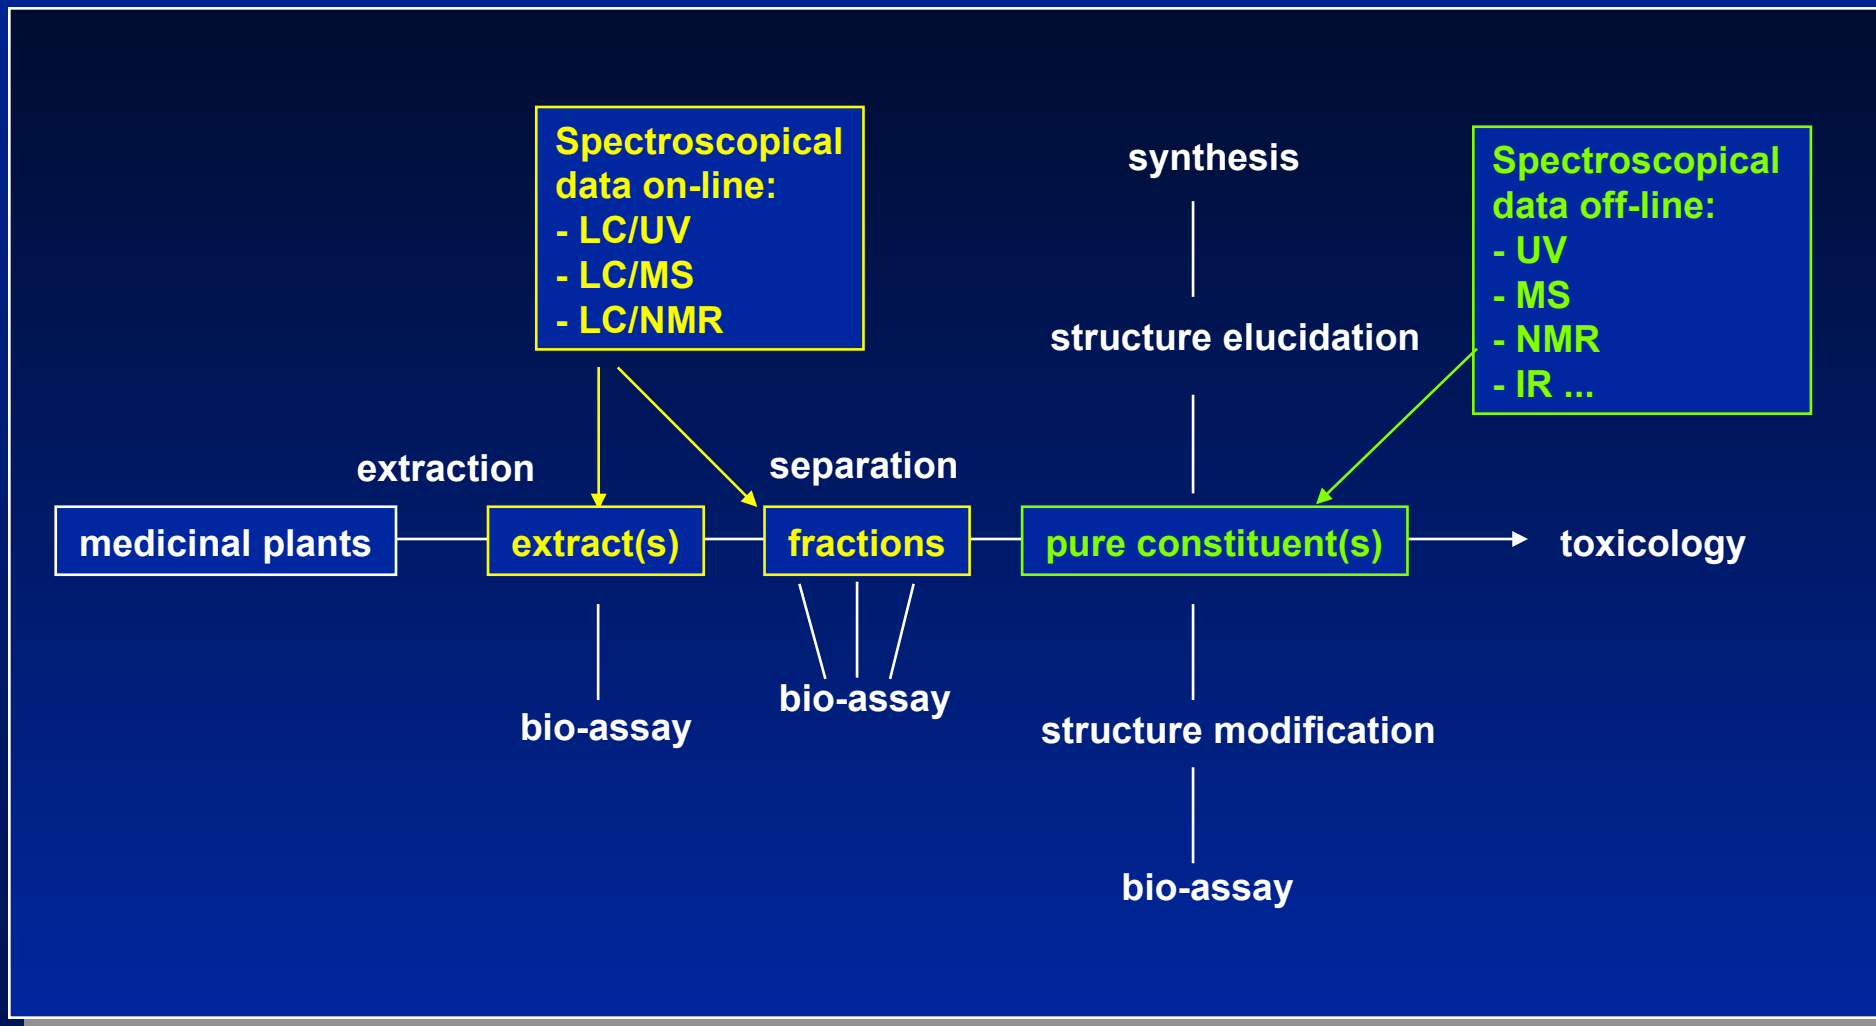 Spectroscopical
data on-line:
- LC/UV
- LC/MS
- LC/NMR
synthesis
Spectroscopical
data off-line:
- UV
- MS
- NMR
- IR ...
structure elucidation
extraction
separation
medicinal plants
extract(s)
fractions
pure constituent(s)
toxicology
bio-assay
bio-assay
structure modification
bio-assay